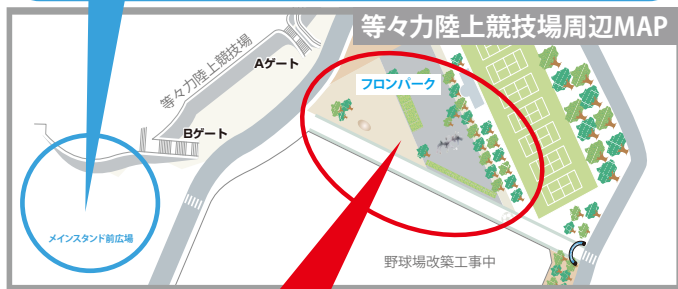 等々力陸上競技場周辺MAP
等々力陸上競技場
Aゲート
フロンパーク
Bゲート
メインスタンド前広場
野球場改築工事中